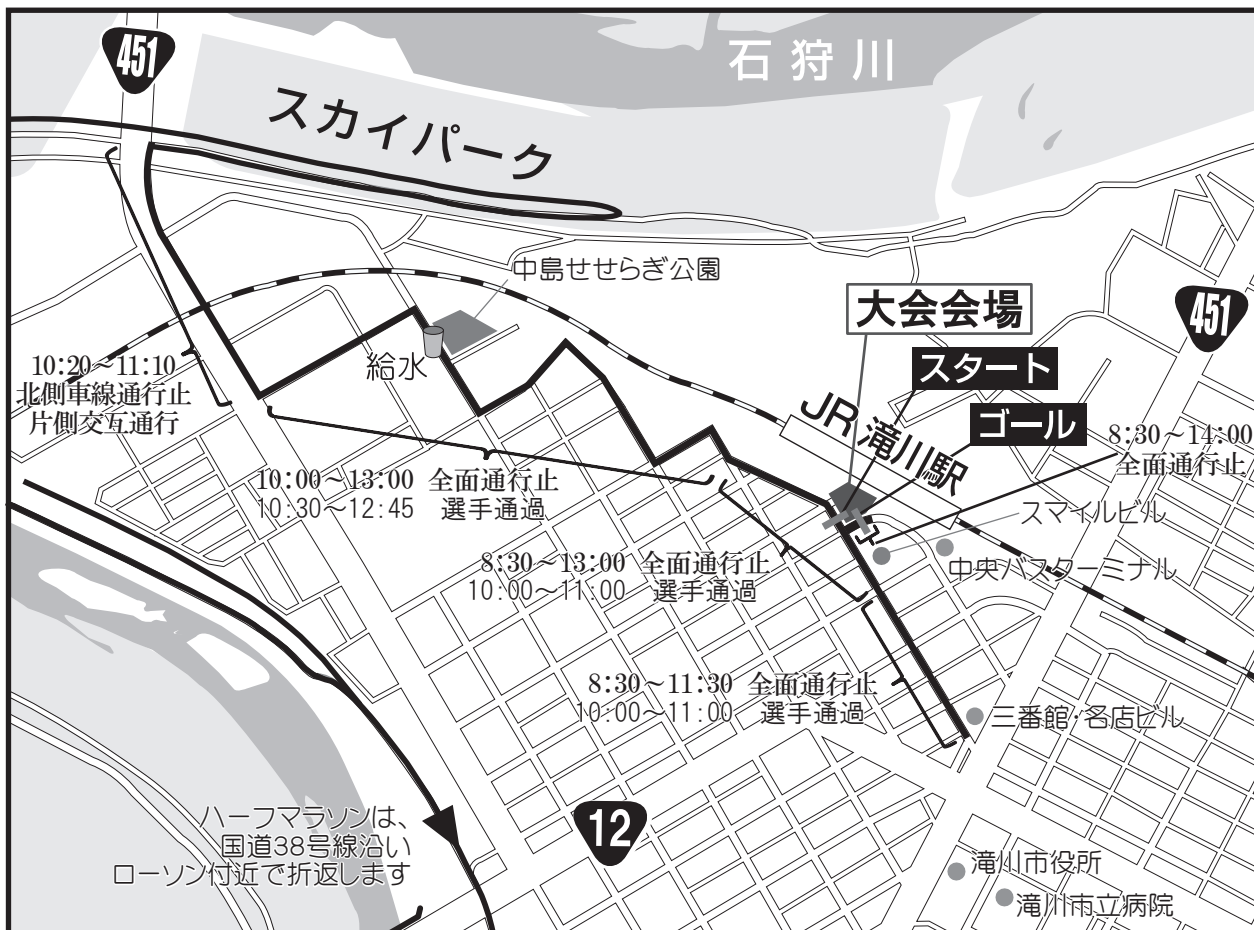 451
石狩川
スカイパーク
中島せせらぎ公園
大会会場
451
スタート
給水
10:20～11:10
北側車線通行止
片側交互通行
ゴール
JR 滝川駅
8:30～14:00
全面通行止
10:00～13:00 全面通行止
10:30～12:45 選手通過
スマイルビル
8:30～13:00 全面通行止
10:00～11:00 選手通過
中央バスターミナル
8:30～11:30 全面通行止
10:00～11:00 選手通過
三番館・名店ビル
ハーフマラソンは、
国道38号線沿い
ローソン付近で折返します
12
滝川市役所
滝川市立病院